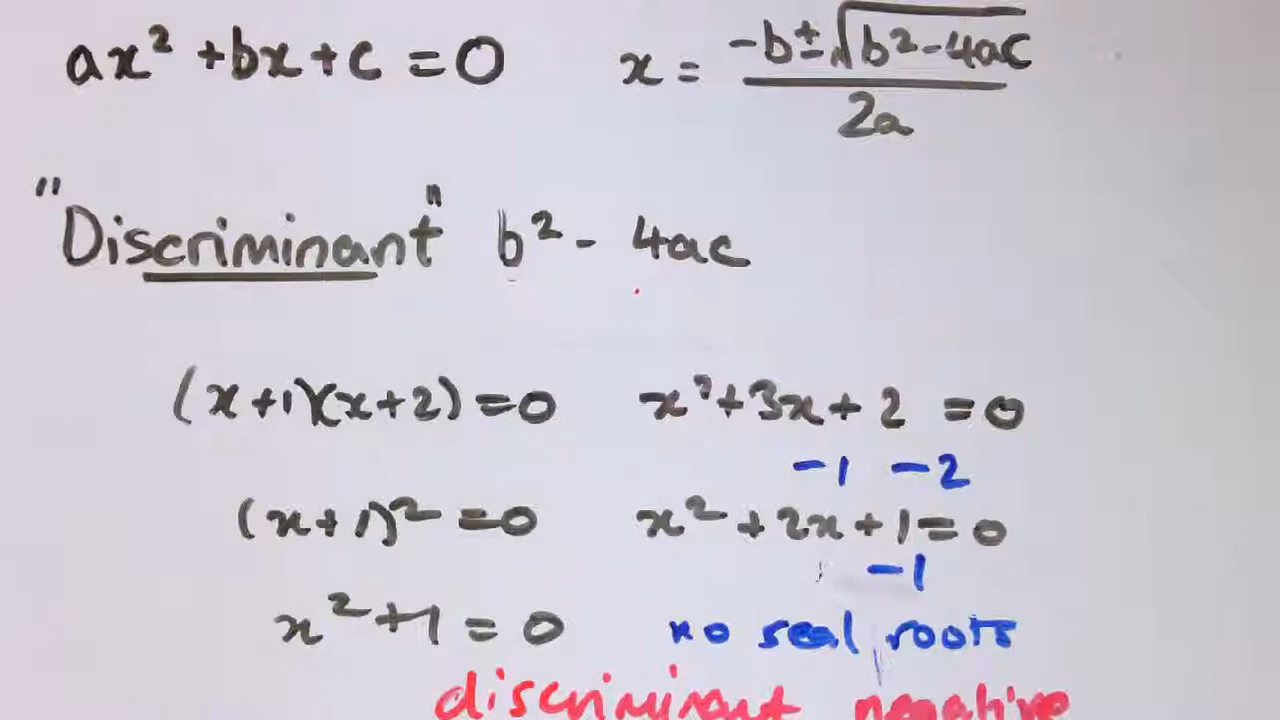 ax² + bx + c = 0   x = (-b ± √(b² - 4ac)) / 2a
"Discriminant" b² - 4ac
(x+1)(x+2) = 0   x² + 3x + 2 = 0
-1 -2
(x+1)² = 0   x² + 2x + 1 = 0
-1
x² + 1 = 0   no real roots
discriminant negative